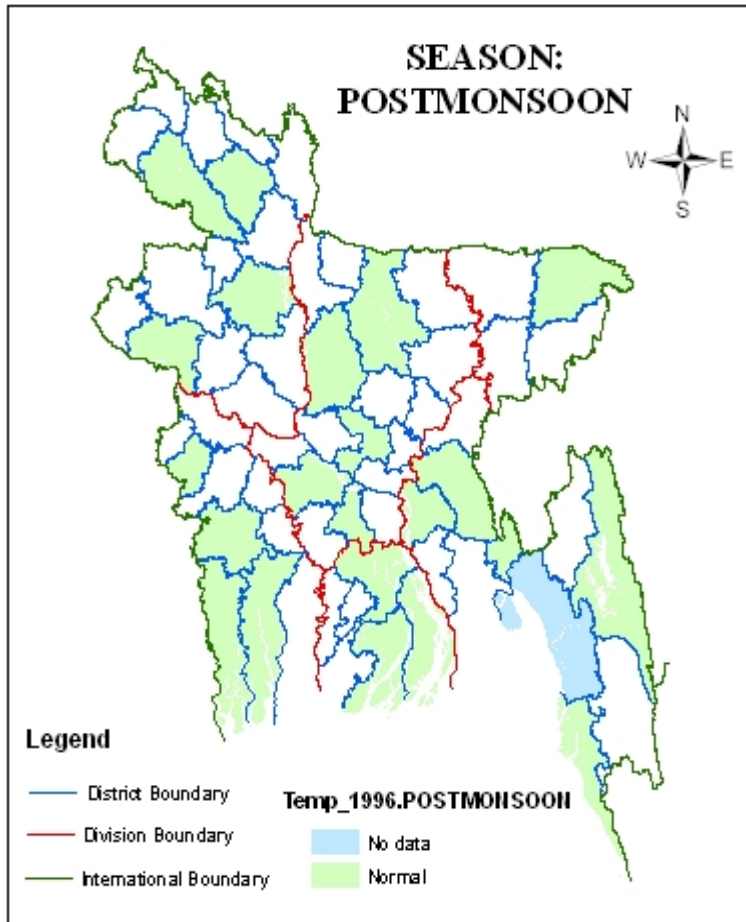 SEASON:
POSTMONSOON
N
W E
S
Legend
District Boundary
Division Boundary
International Boundary
Temp_1996.POSTMONSOON
No data
Normal